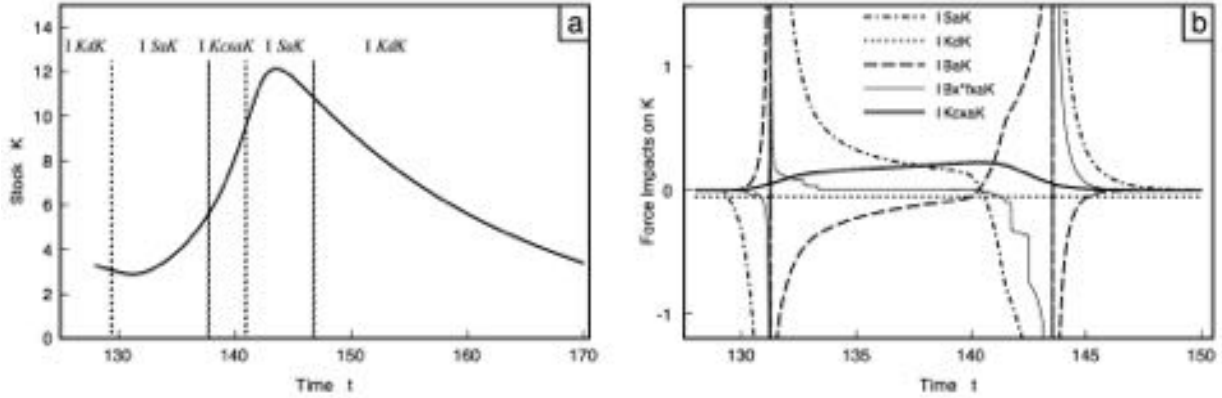 a
15
12
10
8
6
4
2
0
Stock K
I KdK I SaK I KcxaK I SaK I KdK
130 140 150 160 170
Time t
b
1
0
-1
Force Impacts on K
I SaK
I KdK
I BaK
I Bx*fxaK
I KcxaK
130 135 140 145 150
Time t